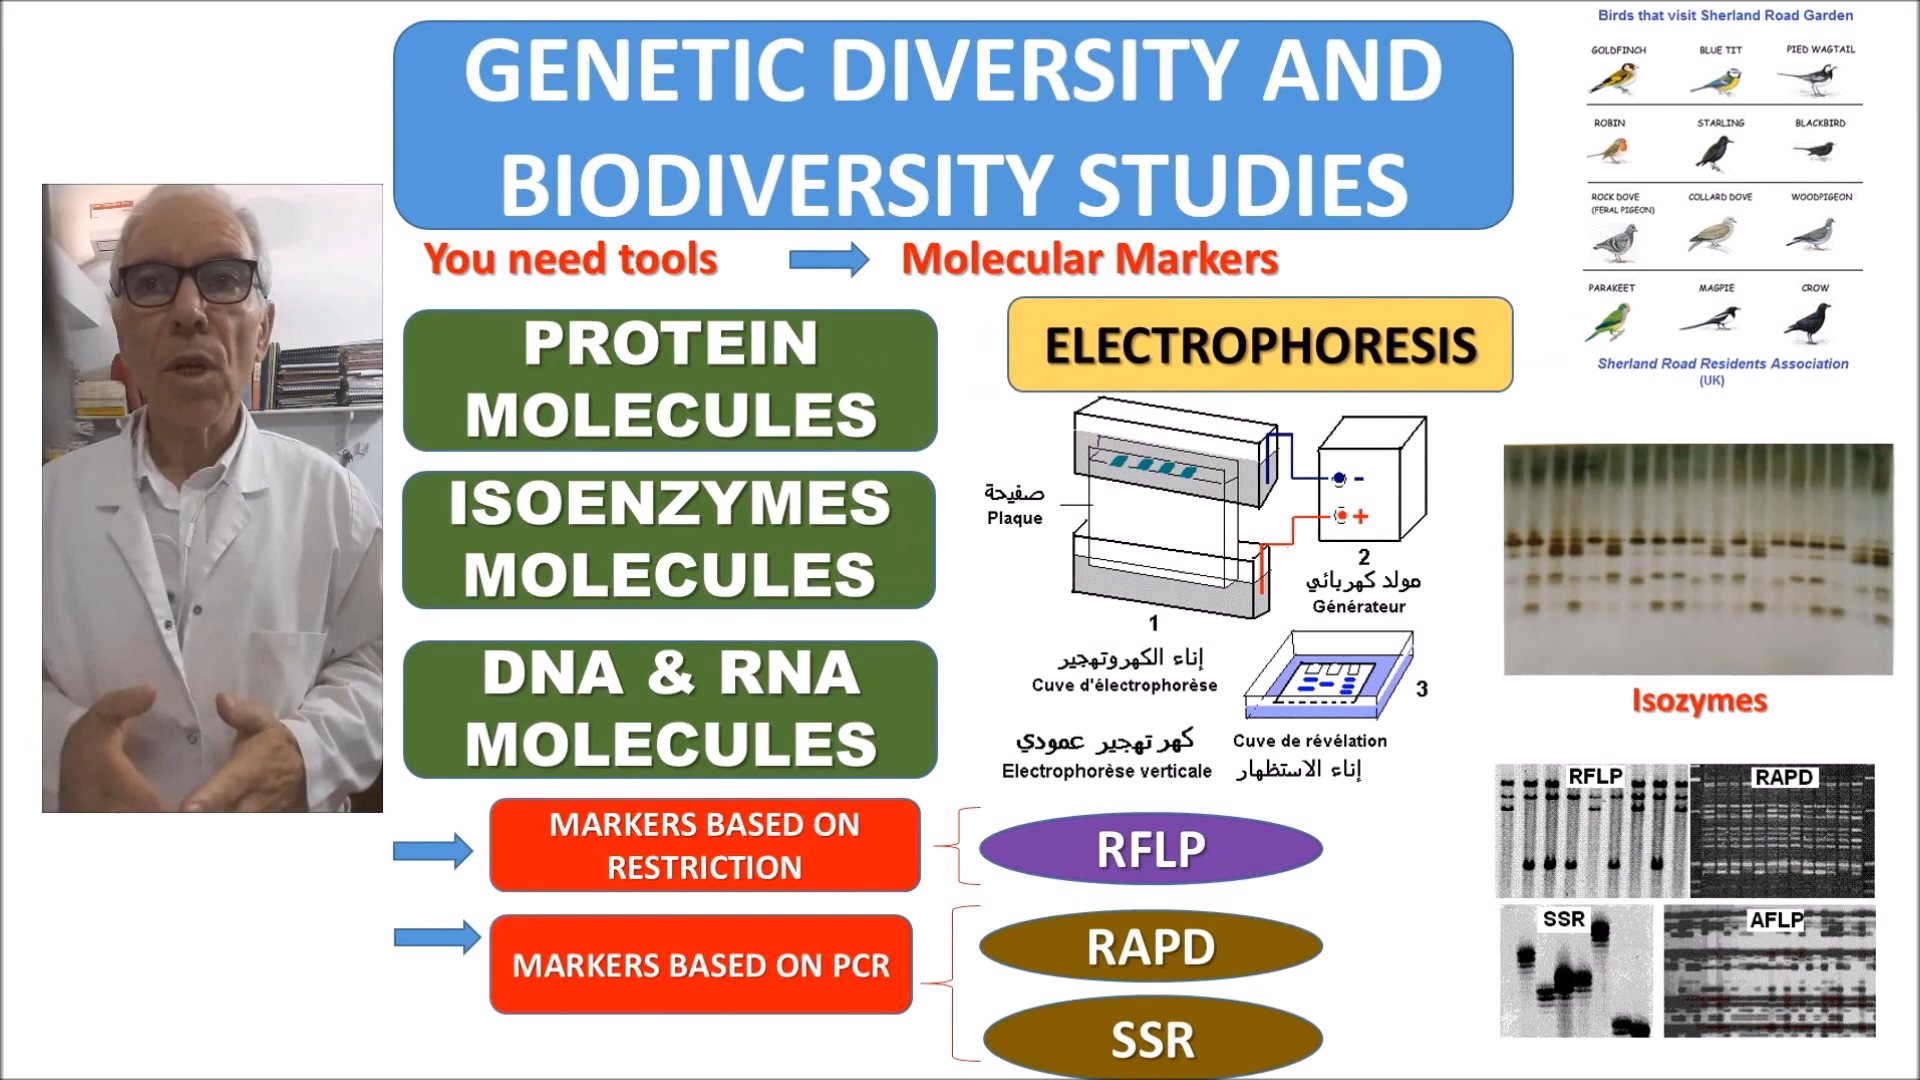 GENETIC DIVERSITY AND
BIODIVERSITY STUDIES
You need tools
Molecular Markers
PROTEIN
MOLECULES
ISOENZYMES
MOLECULES
DNA & RNA
MOLECULES
MARKERS BASED ON
RESTRICTION
MARKERS BASED ON PCR
RFLP
RAPD
SSR
ELECTROPHORESIS
صفيحة
Plaque
-
+
2
مولد كهربائي
Générateur
1
إناء الكهروتهجير
Cuve d'électrophorèse
3
كهرتهجير عمودي
Electrophorèse verticale
Cuve de révélation
إناء الاستظهار
Birds that visit Sherland Road Garden
GOLDFINCH BLUE TIT PIED WAGTAIL
ROBIN STARLING BLACKBIRD
ROCK DOVE COLLARD DOVE WOODPIGEON
(FERAL PIGEON)
PARAKEET MAGPIE CROW
Sherland Road Residents Association
(UK)
Isozymes
RFLP
RAPD
SSR
AFLP